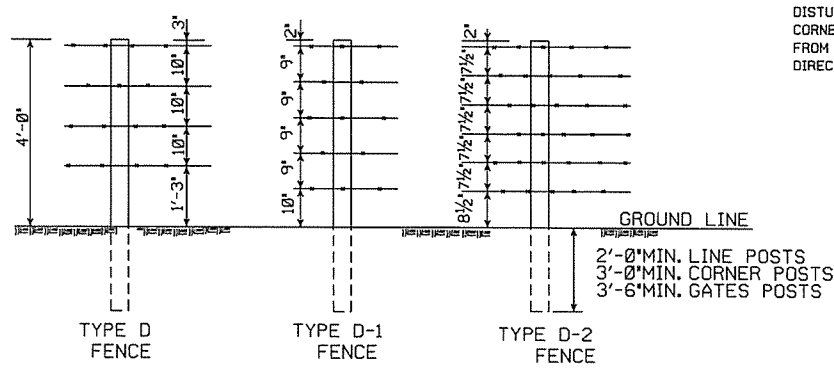 DISTU
CORNE
FROM
DIREC
4'-0"
3"
10"
10"
10"
1'-3"
2"
9"
9"
9"
9"
10"
2"
7½"
7½"
7½"
7½"
7½"
8½"
GROUND LINE
2'-0"MIN. LINE POSTS
3'-0"MIN. CORNER POSTS
3'-6"MIN. GATES POSTS
TYPE D
FENCE
TYPE D-1
FENCE
TYPE D-2
FENCE